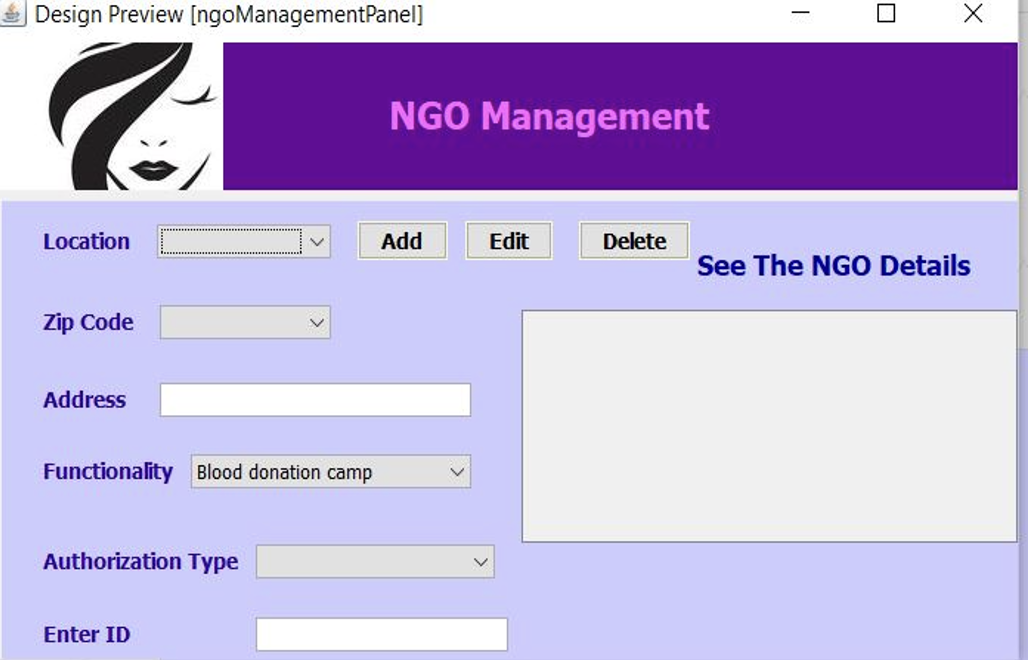 Design Preview [ngoManagementPanel]
NGO Management
Location Add Edit Delete
See The NGO Details
Zip Code
Address
Functionality Blood donation camp
Authorization Type
Enter ID